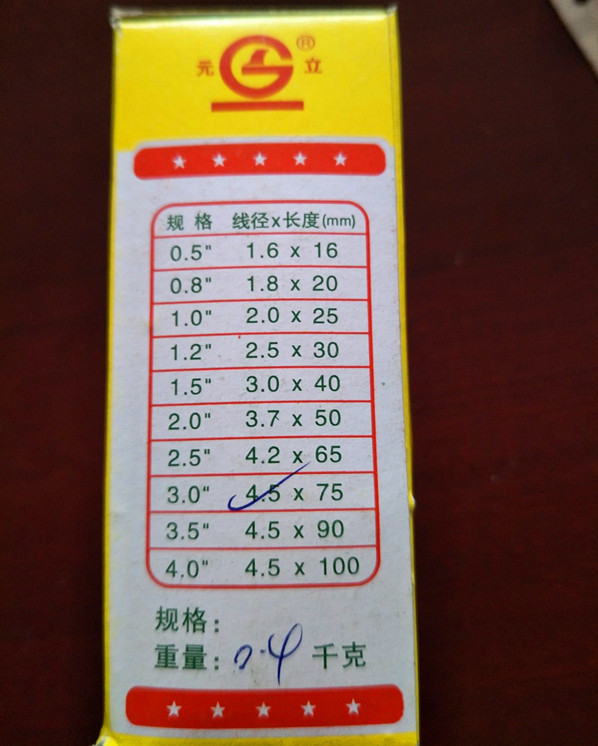 元 ® 立
规 格 线径x长度(mm)
0.5" 1.6 x 16
0.8" 1.8 x 20
1.0" 2.0 x 25
1.2" 2.5 x 30
1.5" 3.0 x 40
2.0" 3.7 x 50
2.5" 4.2 x 65
3.0" 4.5 x 75
3.5" 4.5 x 90
4.0" 4.5 x 100
规格:
重量: 0.4 千克